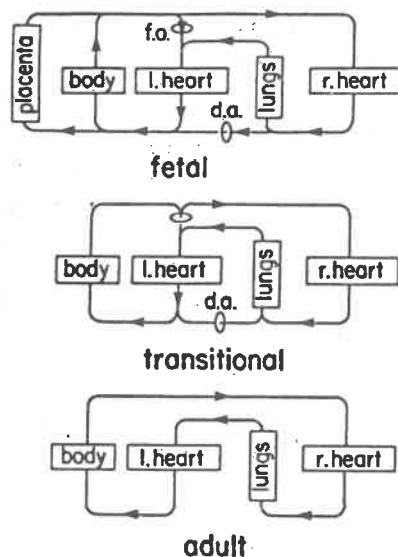 f.o.
placenta
body
l.heart
lungs
r.heart
d.a.
fetal
body
l.heart
lungs
r.heart
d.a.
transitional
body
l.heart
lungs
r.heart
adult